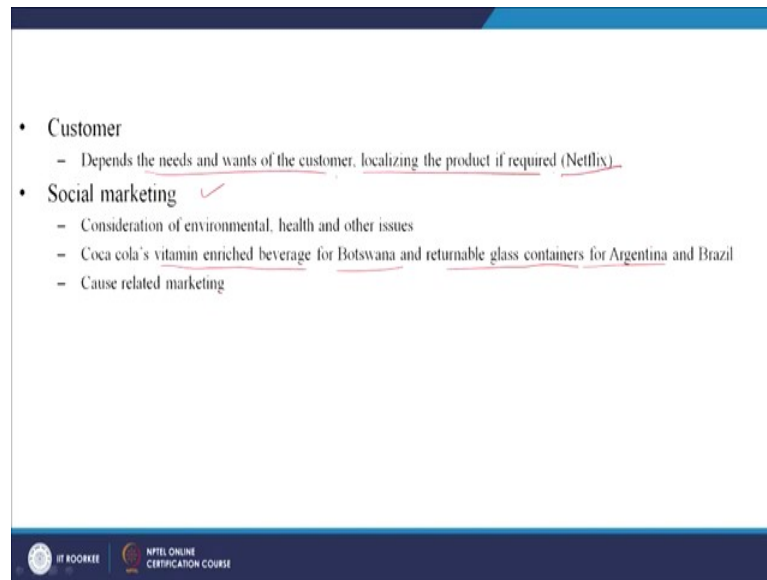 • Customer
– Depends the needs and wants of the customer, localizing the product if required (Netflix)
• Social marketing
– Consideration of environmental, health and other issues
– Coca cola's vitamin enriched beverage for Botswana and returnable glass containers for Argentina and Brazil
– Cause related marketing
IIT ROORKEE
NPTEL ONLINE
CERTIFICATION COURSE